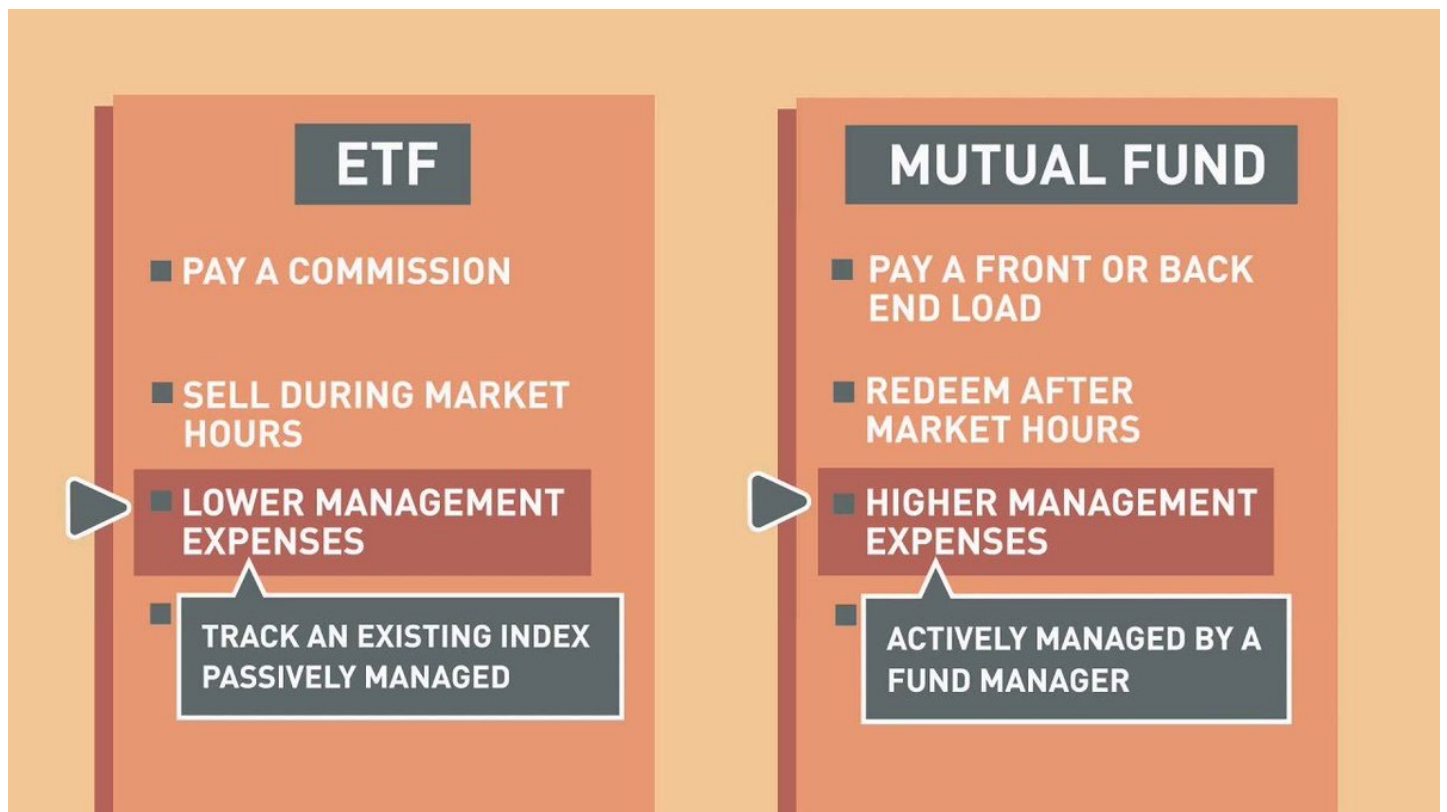 ETF
PAY A COMMISSION
SELL DURING MARKET
HOURS
LOWER MANAGEMENT
EXPENSES
TRACK AN EXISTING INDEX
PASSIVELY MANAGED
MUTUAL FUND
PAY A FRONT OR BACK
END LOAD
REDEEM AFTER
MARKET HOURS
HIGHER MANAGEMENT
EXPENSES
ACTIVELY MANAGED BY A
FUND MANAGER